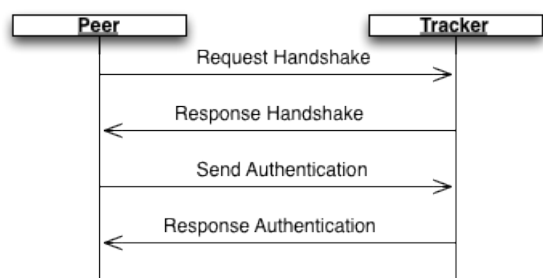 Peer
Tracker
Request Handshake
Response Handshake
Send Authentication
Response Authentication